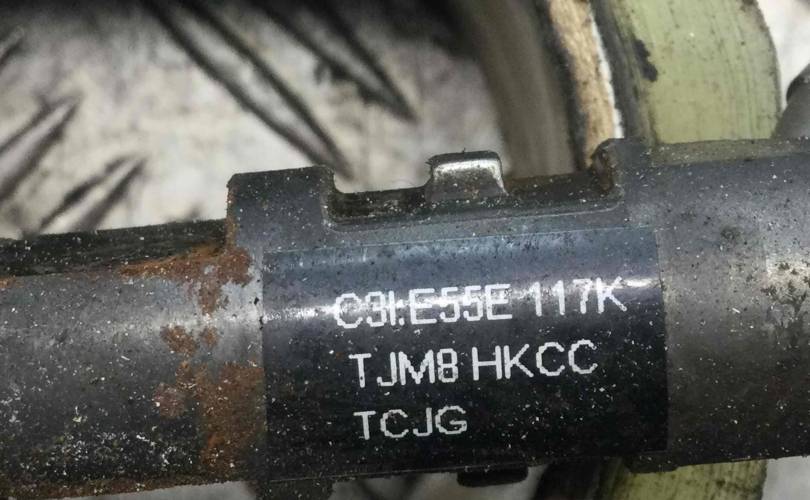 C3I.E55E 117K
TJM8 HKCC
TCJG